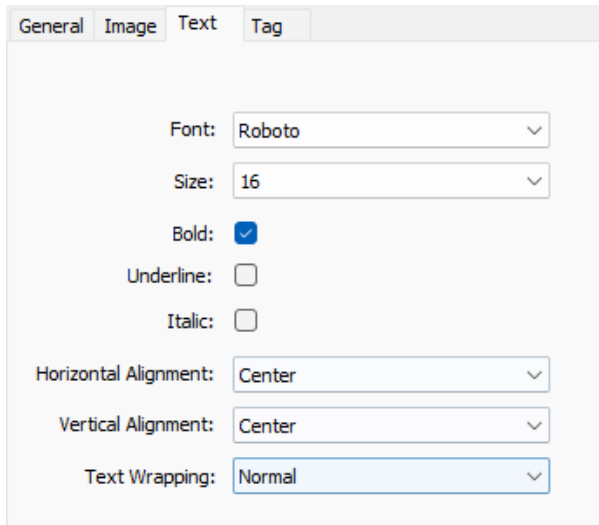 General Image Text Tag
Font: Roboto
Size: 16
Bold:
Underline:
Italic:
Horizontal Alignment: Center
Vertical Alignment: Center
Text Wrapping: Normal